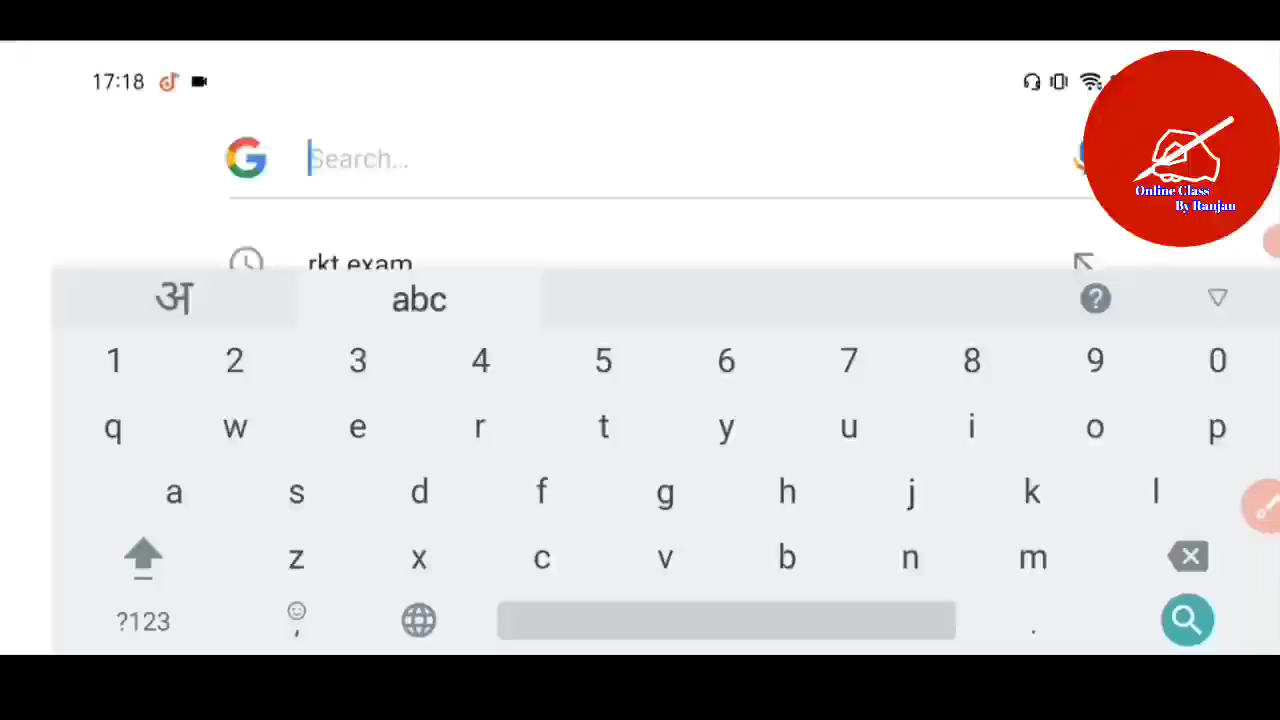 17:18
Search...
Online Class
By Ranjan
rkt exam
अ abc ?
1 2 3 4 5 6 7 8 9 0
q w e r t y u i o p
a s d f g h j k l
z x c v b n m
?123 , .